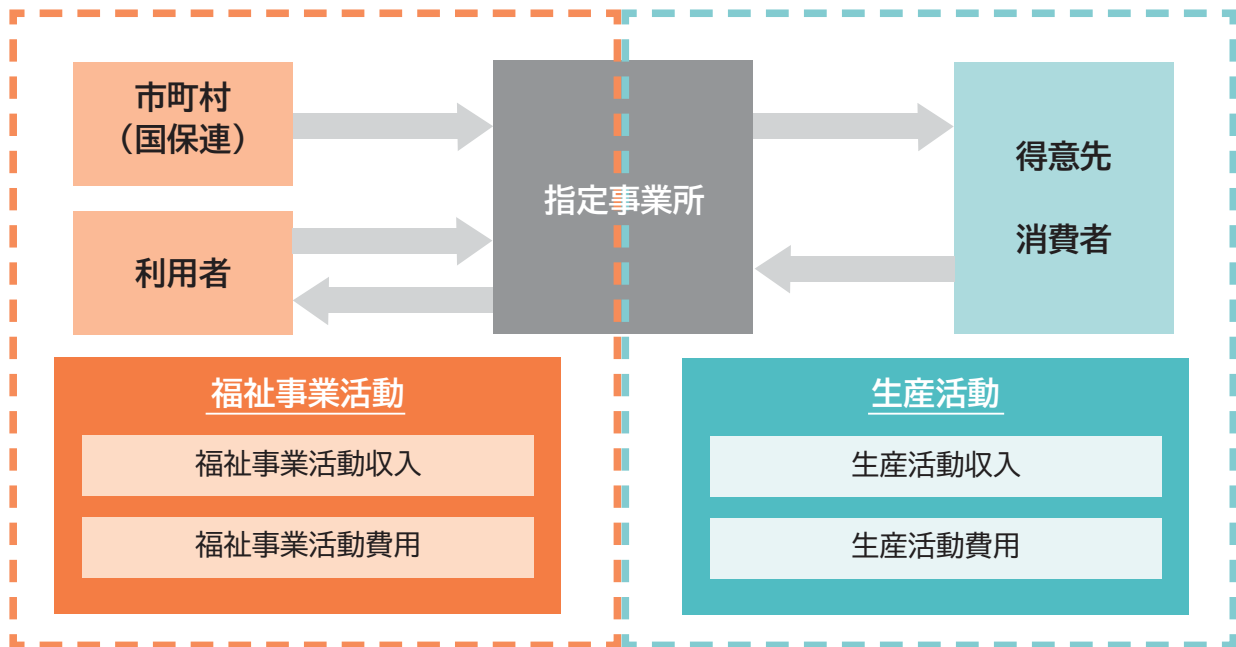 市町村
（国保連）
利用者
指定事業所
得意先
消費者
福祉事業活動
福祉事業活動収入
福祉事業活動費用
生産活動
生産活動収入
生産活動費用